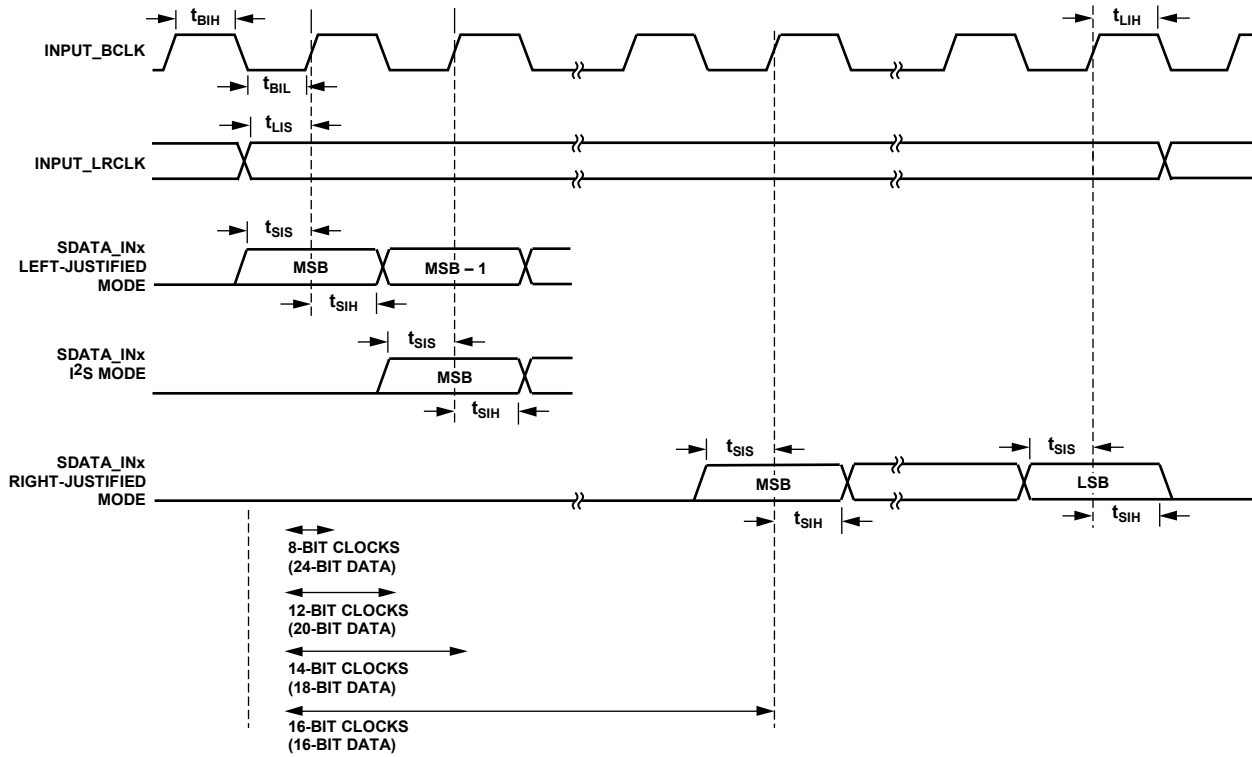 tBIH
tLIH
INPUT_BCLK
tBIL
tLIS
INPUT_LRCLK
tSIS
SDATA_INx
LEFT-JUSTIFIED
MODE
MSB
MSB – 1
tSIH
tSIS
SDATA_INx
I²S MODE
MSB
tSIH
tSIS
tSIS
SDATA_INx
RIGHT-JUSTIFIED
MODE
MSB
LSB
tSIH
tSIH
8-BIT CLOCKS
(24-BIT DATA)
12-BIT CLOCKS
(20-BIT DATA)
14-BIT CLOCKS
(18-BIT DATA)
16-BIT CLOCKS
(16-BIT DATA)